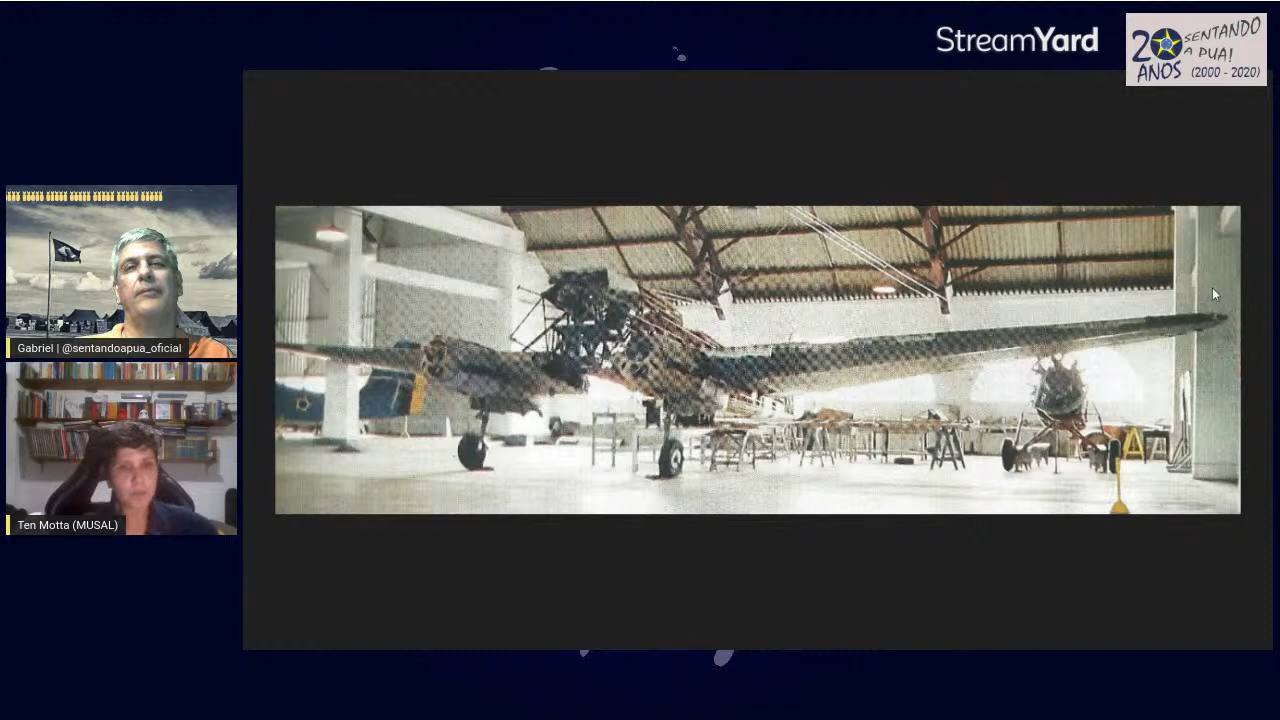 StreamYard
20 ANOS
SENTANDO
A PUA!
(2000 - 2020)
Gabriel | @sentandoapua_oficial
Ten Motta (MUSAL)